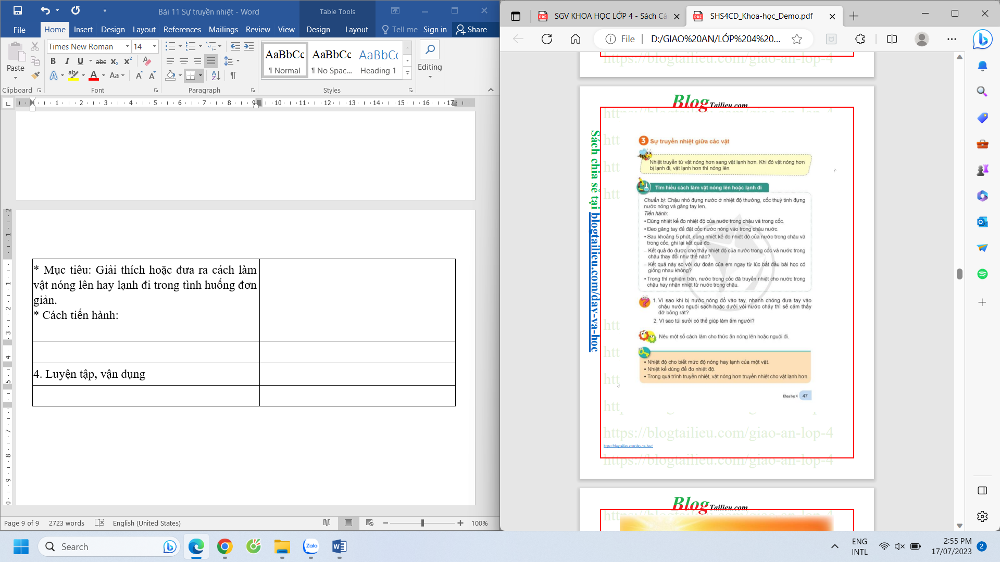 Bài 11 Sự truyền nhiệt - Word
Table Tools
File
Home
Insert
Design
Layout
References
Mailings
Review
View
Design
Layout
Tell me
Sign in
Share
Paste
Clipboard
Times New Roman
14
Font
Paragraph
AaBbCc
¶ Normal
AaBbCc
¶ No Spac...
AaBbCc
Heading 1
Styles
Editing
* Mục tiêu: Giải thích hoặc đưa ra cách làm
vật nóng lên hay lạnh đi trong tình huống đơn
giản.
* Cách tiến hành:
4. Luyện tập, vận dụng
Page 9 of 9
2723 words
English (United States)
100%
SGV KHOA HỌC LỚP 4 - Sách Cá
SHS4CD_Khoa-học_Demo.pdf
File
D:/GIAO%20AN/LỚP%204%20...
https://blogtailieu.com/giao-an-lop-4
Blog Tailieu.com
Sách chia sẻ tại blogtailieu.com/day-va-hoc
3 Sự truyền nhiệt giữa các vật
Nhiệt truyền từ vật nóng hơn sang vật lạnh hơn. Khi đó vật nóng hơn
bị lạnh đi, vật lạnh hơn thì nóng lên.
Tìm hiểu cách làm vật nóng lên hoặc lạnh đi
Chuẩn bị: Chậu nhỏ đựng nước ở nhiệt độ thường, cốc thuỷ tinh đựng
nước nóng và găng tay len.
Tiến hành:
• Dùng nhiệt kế đo nhiệt độ của nước trong chậu và trong cốc.
• Đeo găng tay để đặt cốc nước nóng vào trong chậu nước.
• Sau khoảng 5 phút, dùng nhiệt kế đo nhiệt độ của nước trong chậu và
trong cốc, ghi lại kết quả đo.
– Kết quả đo được cho thấy nhiệt độ của nước trong cốc và nước trong
chậu thay đổi như thế nào?
– Kết quả này so với dự đoán của em ngay từ lúc bắt đầu bài học có
giống nhau không?
• Trong thí nghiệm trên, nước trong cốc đã truyền nhiệt cho nước trong
chậu hay nhận nhiệt từ nước trong chậu.
1. Vì sao khi bị nước nóng đổ vào tay, nhanh chóng đưa tay vào
chậu nước nguội sạch hoặc dưới vòi nước chảy thì sẽ cảm thấy
đỡ bỏng rát?
2. Vì sao túi sưởi có thể giúp làm ấm người?
Nêu một số cách làm cho thức ăn nóng lên hoặc nguội đi.
• Nhiệt độ cho biết mức độ nóng hay lạnh của một vật.
• Nhiệt kế dùng để đo nhiệt độ.
• Trong quá trình truyền nhiệt, vật nóng hơn truyền nhiệt cho vật lạnh hơn.
Khoa học 4 47
https://blogtailieu.com/giao-an-lop-4
https://blogtailieu.com/day-va-hoc/
https://blogtailieu.com/giao-an-lop-4
Blog Tailieu.com
Search
Zalo
ENG
INTL
2:55 PM
17/07/2023
2